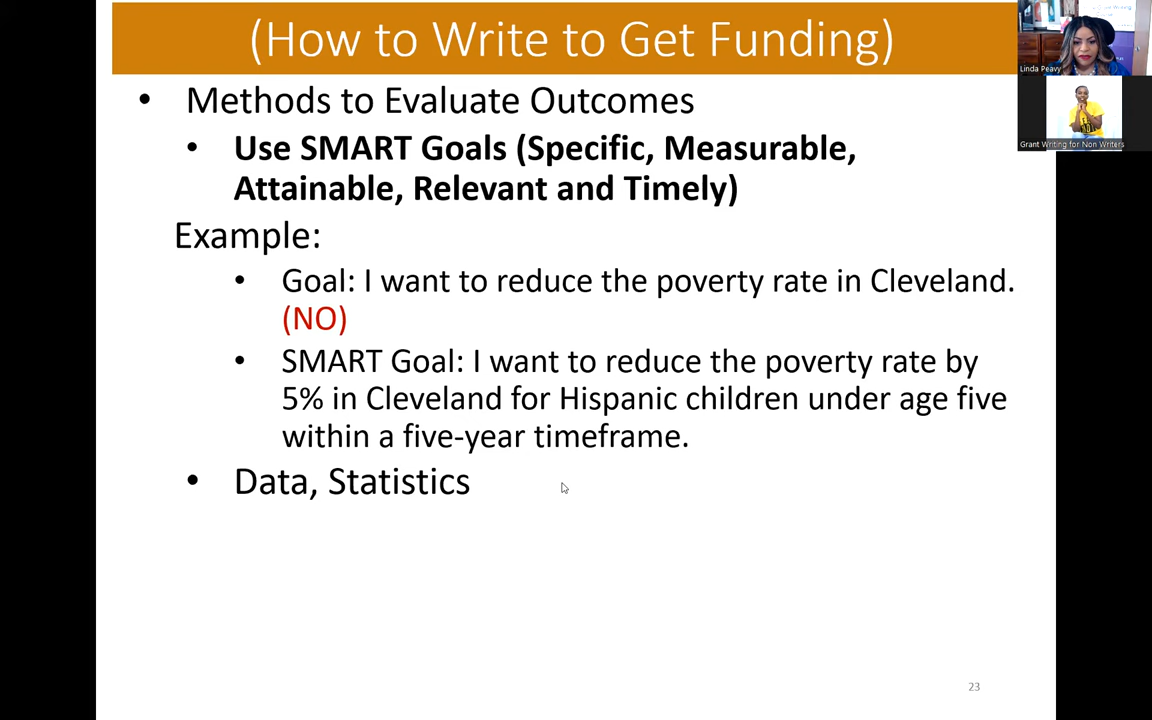 (How to Write to Get Funding)
Linda Peavy
Grant Writing for Non Writers
• Methods to Evaluate Outcomes
• Use SMART Goals (Specific, Measurable,
Attainable, Relevant and Timely)
Example:
• Goal: I want to reduce the poverty rate in Cleveland.
(NO)
• SMART Goal: I want to reduce the poverty rate by
5% in Cleveland for Hispanic children under age five
within a five-year timeframe.
• Data, Statistics
23